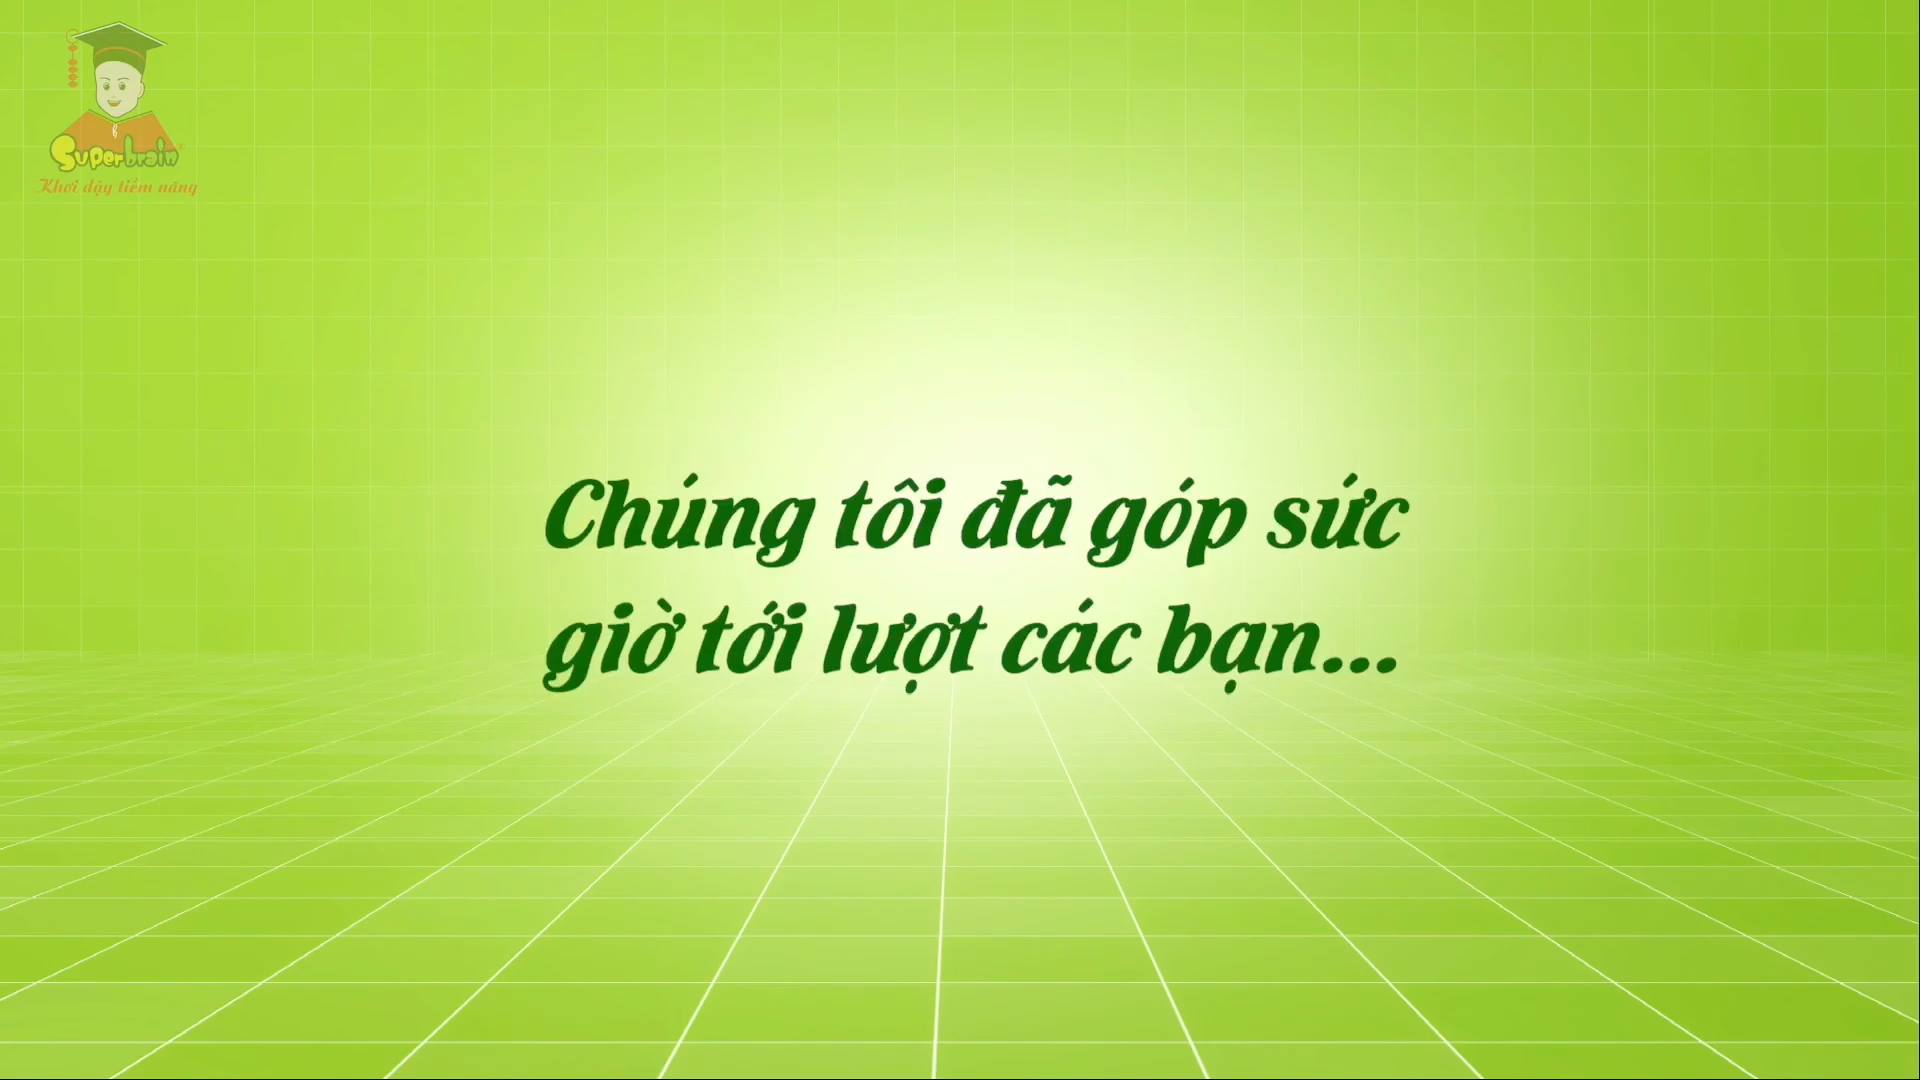 Superbrain
Khơi dậy tiềm năng
Chúng tôi đã góp sức
giờ tới lượt các bạn...